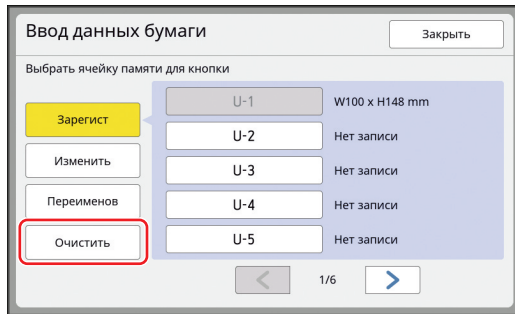 Ввод данных бумаги
Закрыть
Выбрать ячейку памяти для кнопки
Зарегист
Изменить
Переименов
Очистить
U-1 W100 x H148 mm
U-2 Нет записи
U-3 Нет записи
U-4 Нет записи
U-5 Нет записи
1/6